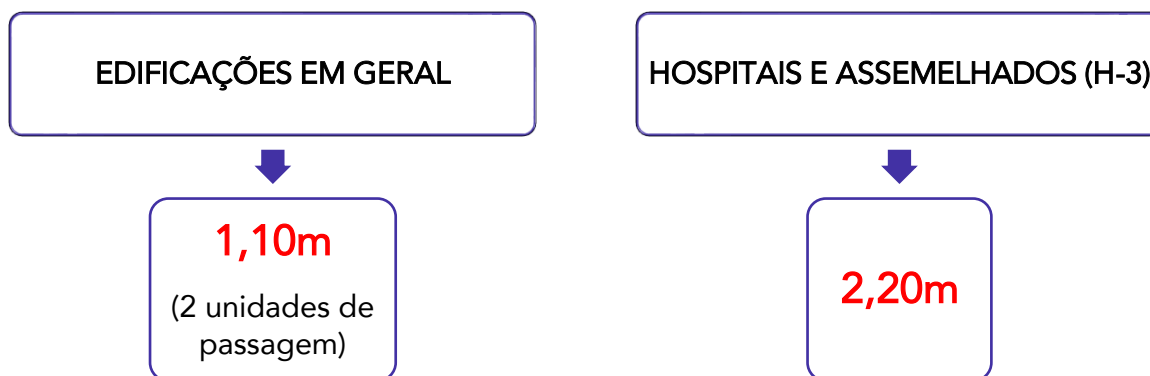 EDIFICAÇÕES EM GERAL
HOSPITAIS E ASSEMELHADOS (H-3)
1,10m
(2 unidades de
passagem)
2,20m